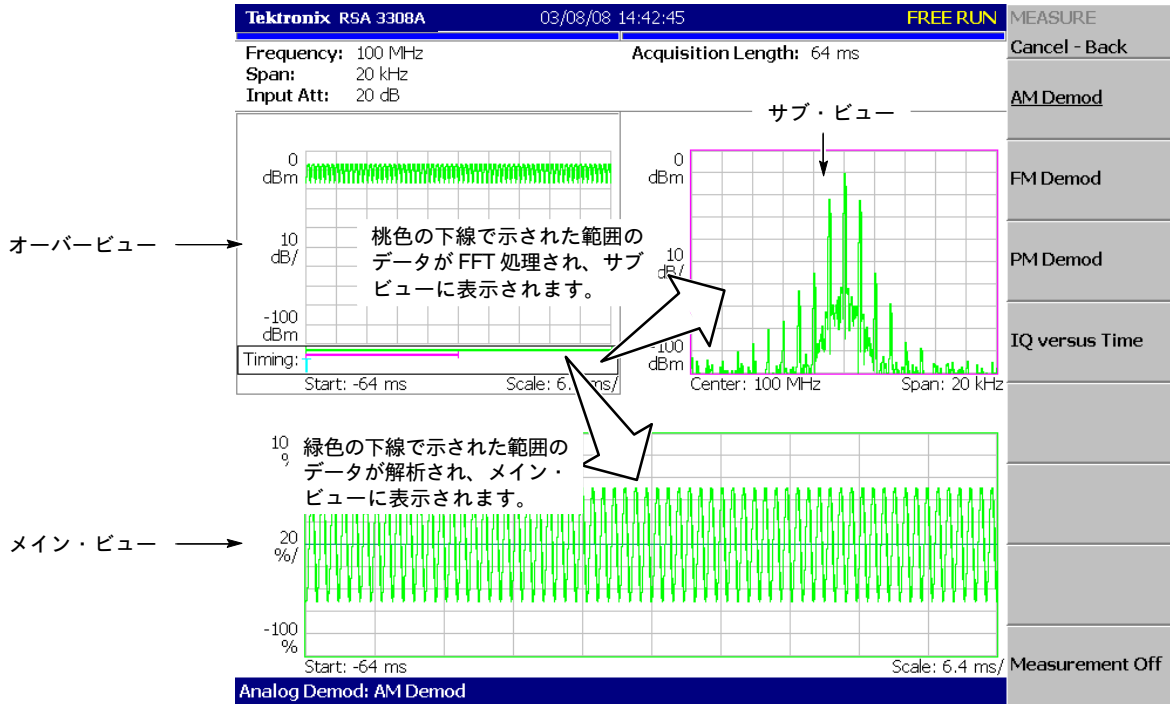 Tektronix RSA 3308A 03/08/08 14:42:45 FREE RUN
MEASURE
Cancel - Back
Frequency: 100 MHz
Span: 20 kHz
Input Att: 20 dB
Acquisition Length: 64 ms
AM Demod
FM Demod
PM Demod
IQ versus Time
Measurement Off
サブ・ビュー
オーバービュー
0
dBm
10
dB/
-100
dBm
桃色の下線で示された範囲の
データが FFT 処理され、サブ
ビューに表示されます。
Timing:
Start: -64 ms Scale: ms/
0
dBm
10
dB/
100
dBm
Center: 100 MHz Span: 20 kHz
メイン・ビュー
10
緑色の下線で示された範囲の
データが解析され、メイン・
ビューに表示されます。
20
%/
-100
%
Start: -64 ms Scale: 6.4 ms/
Analog Demod: AM Demod